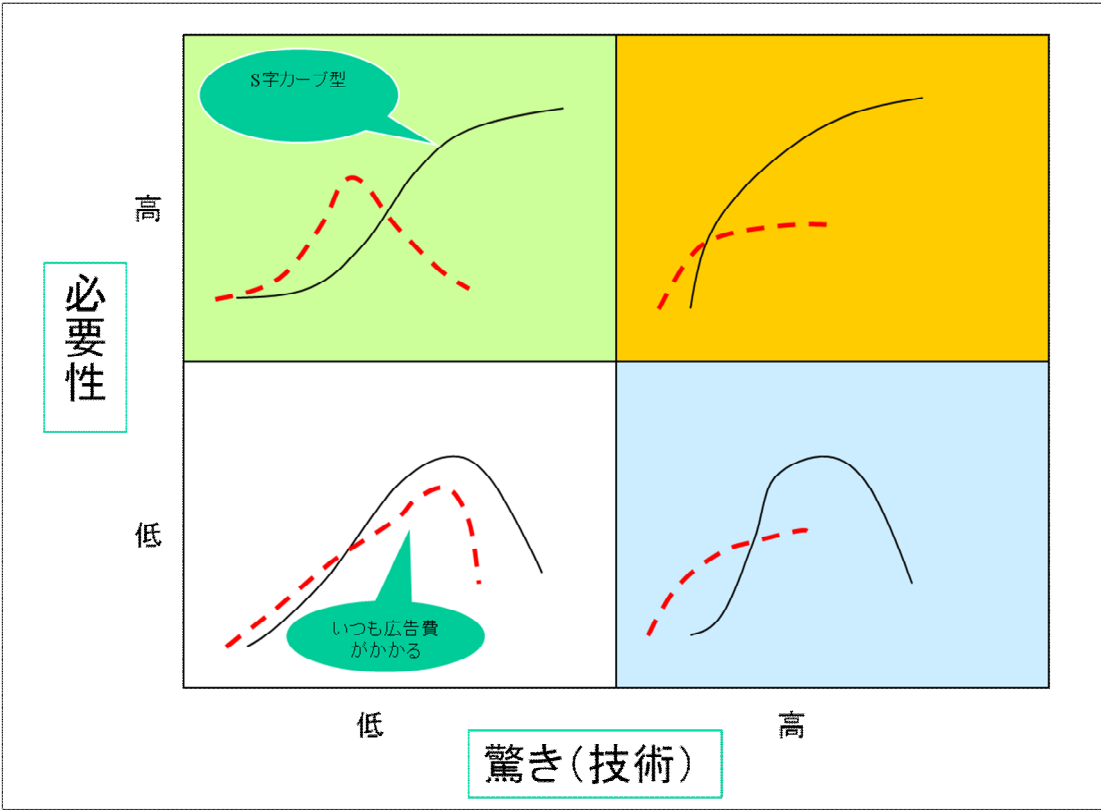 S字カーブ型
高
必要性
低
いつも広告費
がかかる
低
高
驚き(技術)